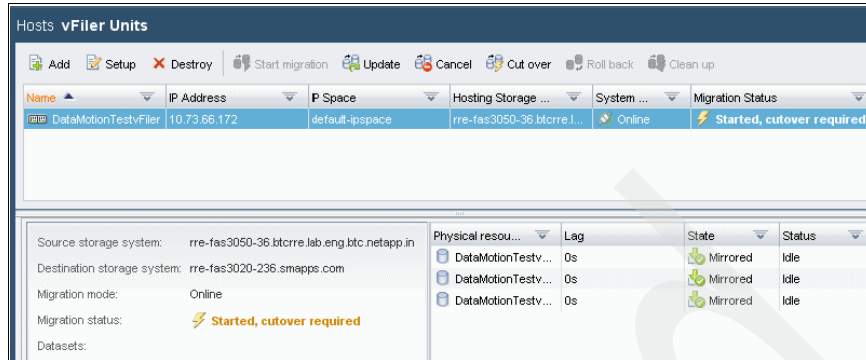 Hosts vFiler Units
Add Setup Destroy Start migration Update Cancel Cut over Roll back Clean up
Name IP Address IP Space Hosting Storage ... System ... Migration Status
DataMotionTestvFiler 10.73.66.172 default-ipspace rre-fas3050-36.btcrre.l... Online Started, cutover required
Source storage system: rre-fas3050-36.btcrre.lab.eng.btc.netapp.in
Destination storage system: rre-fas3020-236.smapps.com
Migration mode: Online
Migration status: Started, cutover required
Datasets:
Physical resou... Lag State Status
DataMotionTestv... 0s Mirrored Idle
DataMotionTestv... 0s Mirrored Idle
DataMotionTestv... 0s Mirrored Idle